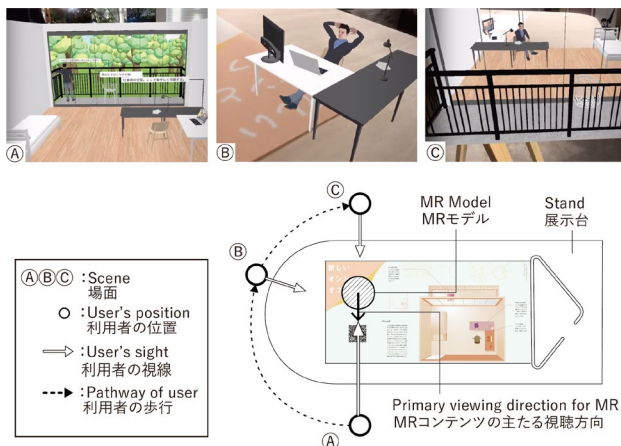 Ⓐ
Ⓑ
Ⓒ
Ⓒ
MR Model
MRモデル
Stand
展示台
Ⓑ
新しい
ⒶⒷⒸ :Scene
場面
:User's position
利用者の位置
:User's sight
利用者の視線
:Pathway of user
利用者の歩行
Primary viewing direction for MR
MRコンテンツの主たる視聴方向
Ⓐ